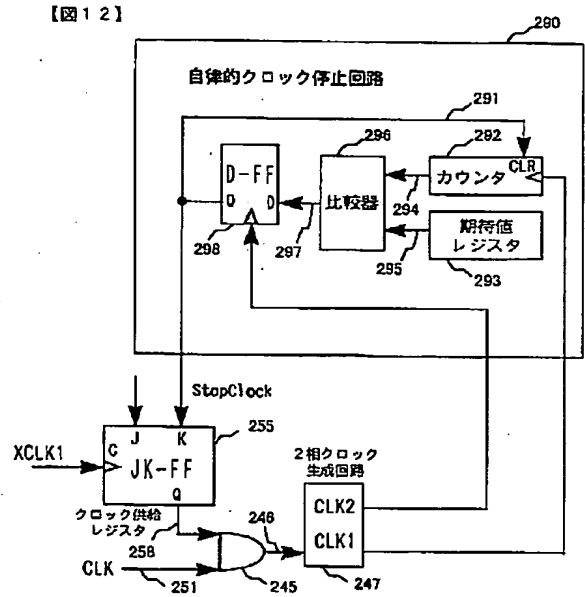 【図12】
290
自律的クロック停止回路
291
296
292
D-FF
Q D
比較器
CLR
カウンタ
294
298
297
期待値
レジスタ
295
293
StopClock
J K
255
XCLK1
C
JK-FF
Q
2相クロック
生成回路
クロック供給
レジスタ
258
246
CLK2
CLK1
CLK
251
245
247